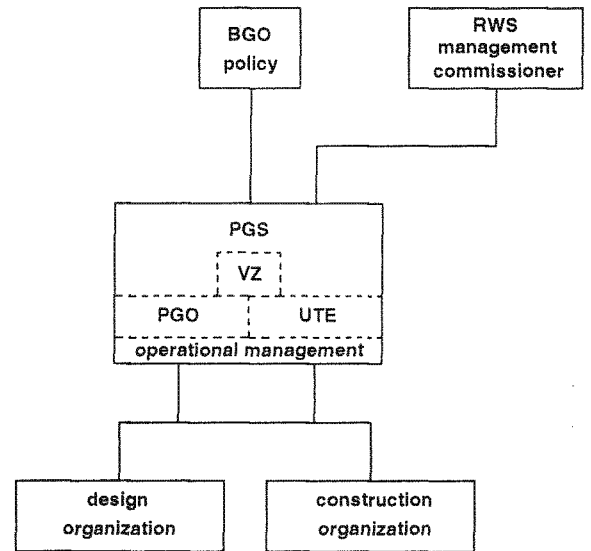 BGO
policy
RWS
management
commissioner
PGS
VZ
PGO
UTE
operational management
design
organization
construction
organization